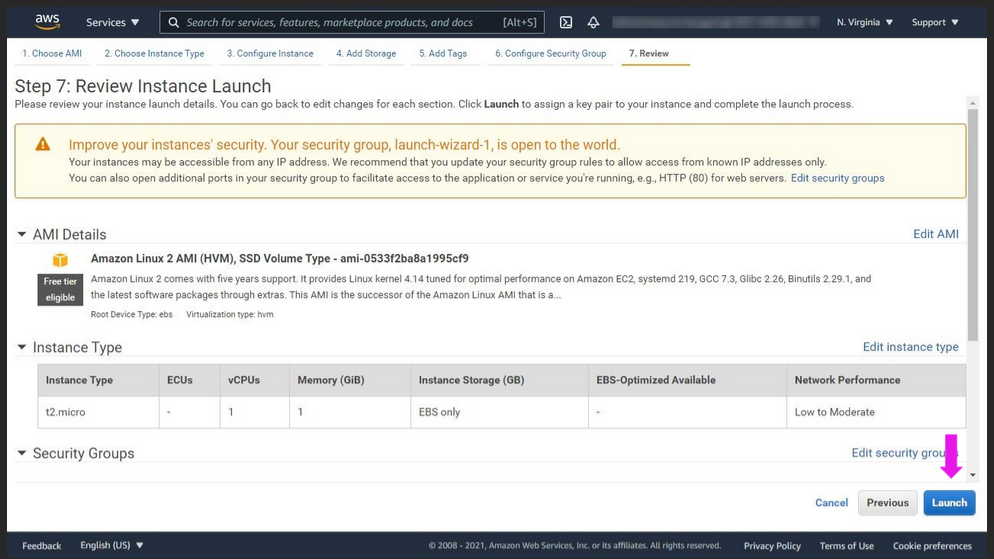 aws Services Search for services, features, marketplace products, and docs [Alt+S] N. Virginia Support
1. Choose AMI 2. Choose Instance Type 3. Configure Instance 4. Add Storage 5. Add Tags 6. Configure Security Group 7. Review
Step 7: Review Instance Launch
Please review your instance launch details. You can go back to edit changes for each section. Click Launch to assign a key pair to your instance and complete the launch process.
Improve your instances' security. Your security group, launch-wizard-1, is open to the world.
Your instances may be accessible from any IP address. We recommend that you update your security group rules to allow access from known IP addresses only.
You can also open additional ports in your security group to facilitate access to the application or service you're running, e.g., HTTP (80) for web servers. Edit security groups
AMI Details Edit AMI
Amazon Linux 2 AMI (HVM), SSD Volume Type - ami-0533f2ba8a1995cf9
Free tier eligible
Amazon Linux 2 comes with five years support. It provides Linux kernel 4.14 tuned for optimal performance on Amazon EC2, systemd 219, GCC 7.3, Glibc 2.26, Binutils 2.29.1, and
the latest software packages through extras. This AMI is the successor of the Amazon Linux AMI that is a...
Root Device Type: ebs Virtualization type: hvm
Instance Type Edit instance type
Instance Type ECUs vCPUs Memory (GiB) Instance Storage (GB) EBS-Optimized Available Network Performance
t2.micro - 1 1 EBS only - Low to Moderate
Security Groups Edit security groups
Cancel Previous Launch
Feedback English (US) © 2008 - 2021, Amazon Web Services, Inc. or its affiliates. All rights reserved. Privacy Policy Terms of Use Cookie preferences